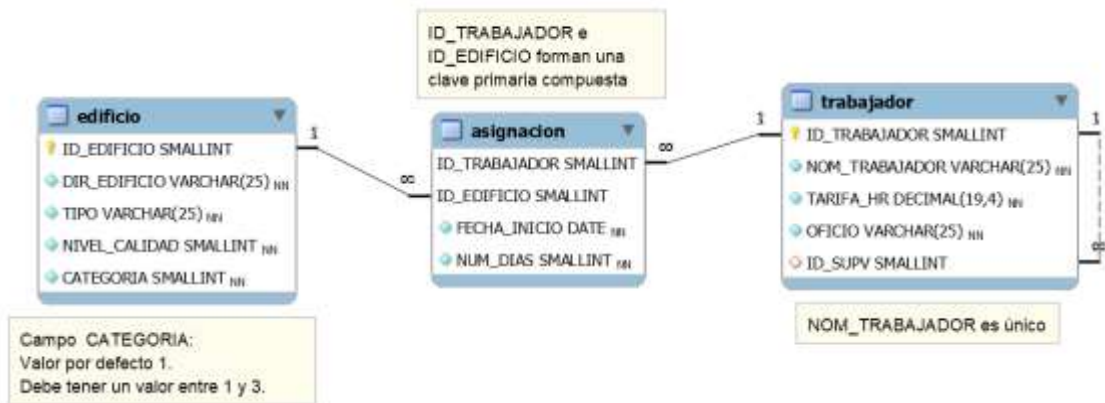 ID_TRABAJADOR e
ID_EDIFICIO forman una
clave primaria compuesta
edificio
ID_EDIFICIO SMALLINT
DIR_EDIFICIO VARCHAR(25) NN
TIPO VARCHAR(25) NN
NIVEL_CALIDAD SMALLINT NN
CATEGORIA SMALLINT NN
1
∞
asignacion
ID_TRABAJADOR SMALLINT
ID_EDIFICIO SMALLINT
FECHA_INICIO DATE NN
NUM_DIAS SMALLINT NN
∞
1
trabajador
ID_TRABAJADOR SMALLINT
NOM_TRABAJADOR VARCHAR(25) NN
TARIFA_HR DECIMAL(19,4) NN
OFICIO VARCHAR(25) NN
ID_SUPV SMALLINT
1
∞
Campo CATEGORIA:
Valor por defecto 1.
Debe tener un valor entre 1 y 3.
NOM_TRABAJADOR es único